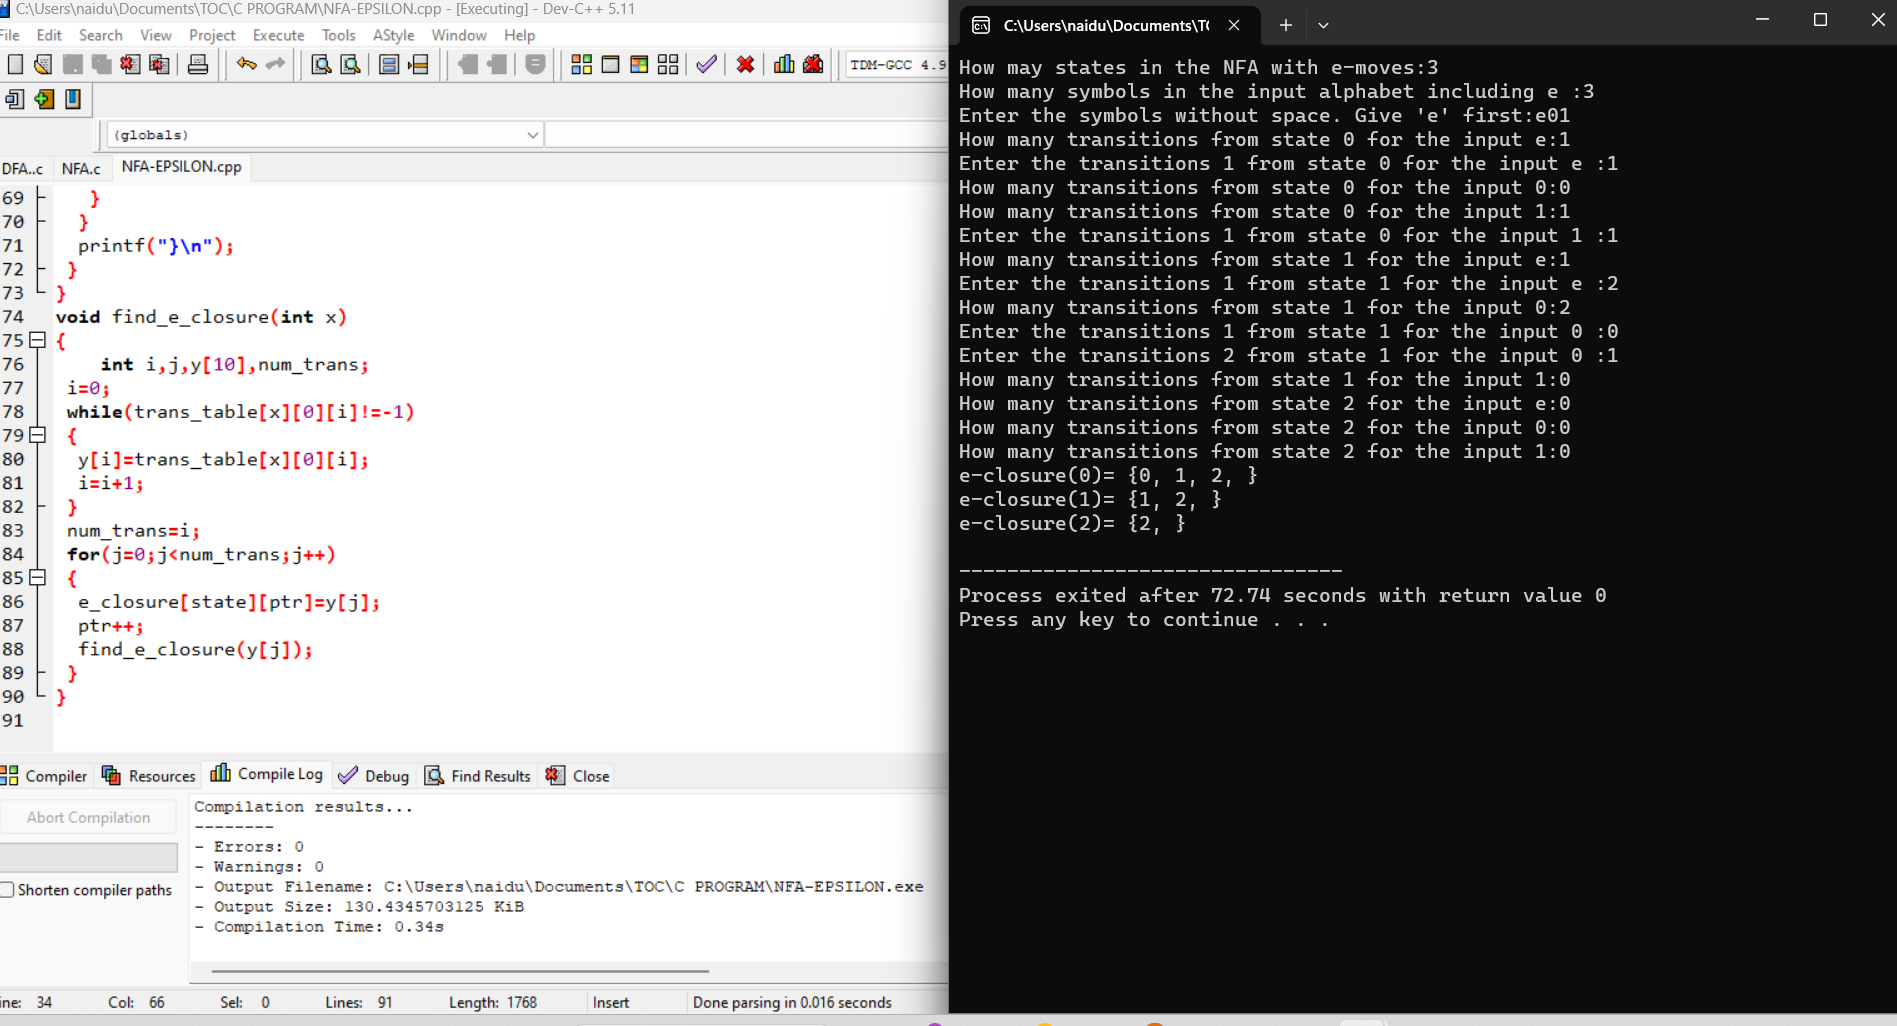 C:\Users\naidu\Documents\TOC\C PROGRAM\NFA-EPSILON.cpp - [Executing] - Dev-C++ 5.11
File Edit Search View Project Execute Tools AStyle Window Help
TDM-GCC 4.9
(globals)
DFA..c NFA.c NFA-EPSILON.cpp
69 }
70 }
71 printf("}\n");
72 }
73 }
74 void find_e_closure(int x)
75 {
76 int i,j,y[10],num_trans;
77 i=0;
78 while(trans_table[x][0][i]!=-1)
79 {
80 y[i]=trans_table[x][0][i];
81 i=i+1;
82 }
83 num_trans=i;
84 for(j=0;j<num_trans;j++)
85 {
86 e_closure[state][ptr]=y[j];
87 ptr++;
88 find_e_closure(y[j]);
89 }
90 }
91
Compiler Resources Compile Log Debug Find Results Close
Abort Compilation
Shorten compiler paths
Compilation results...
--------
- Errors: 0
- Warnings: 0
- Output Filename: C:\Users\naidu\Documents\TOC\C PROGRAM\NFA-EPSILON.exe
- Output Size: 130.4345703125 KiB
- Compilation Time: 0.34s
ine: 34 Col: 66 Sel: 0 Lines: 91 Length: 1768 Insert Done parsing in 0.016 seconds
C:\Users\naidu\Documents\T
How may states in the NFA with e-moves:3
How many symbols in the input alphabet including e :3
Enter the symbols without space. Give 'e' first:e01
How many transitions from state 0 for the input e:1
Enter the transitions 1 from state 0 for the input e :1
How many transitions from state 0 for the input 0:0
How many transitions from state 0 for the input 1:1
Enter the transitions 1 from state 0 for the input 1 :1
How many transitions from state 1 for the input e:1
Enter the transitions 1 from state 1 for the input e :2
How many transitions from state 1 for the input 0:2
Enter the transitions 1 from state 1 for the input 0 :0
Enter the transitions 2 from state 1 for the input 0 :1
How many transitions from state 1 for the input 1:0
How many transitions from state 2 for the input e:0
How many transitions from state 2 for the input 0:0
How many transitions from state 2 for the input 1:0
e-closure(0)= {0, 1, 2, }
e-closure(1)= {1, 2, }
e-closure(2)= {2, }
--------------------------------
Process exited after 72.74 seconds with return value 0
Press any key to continue . . .